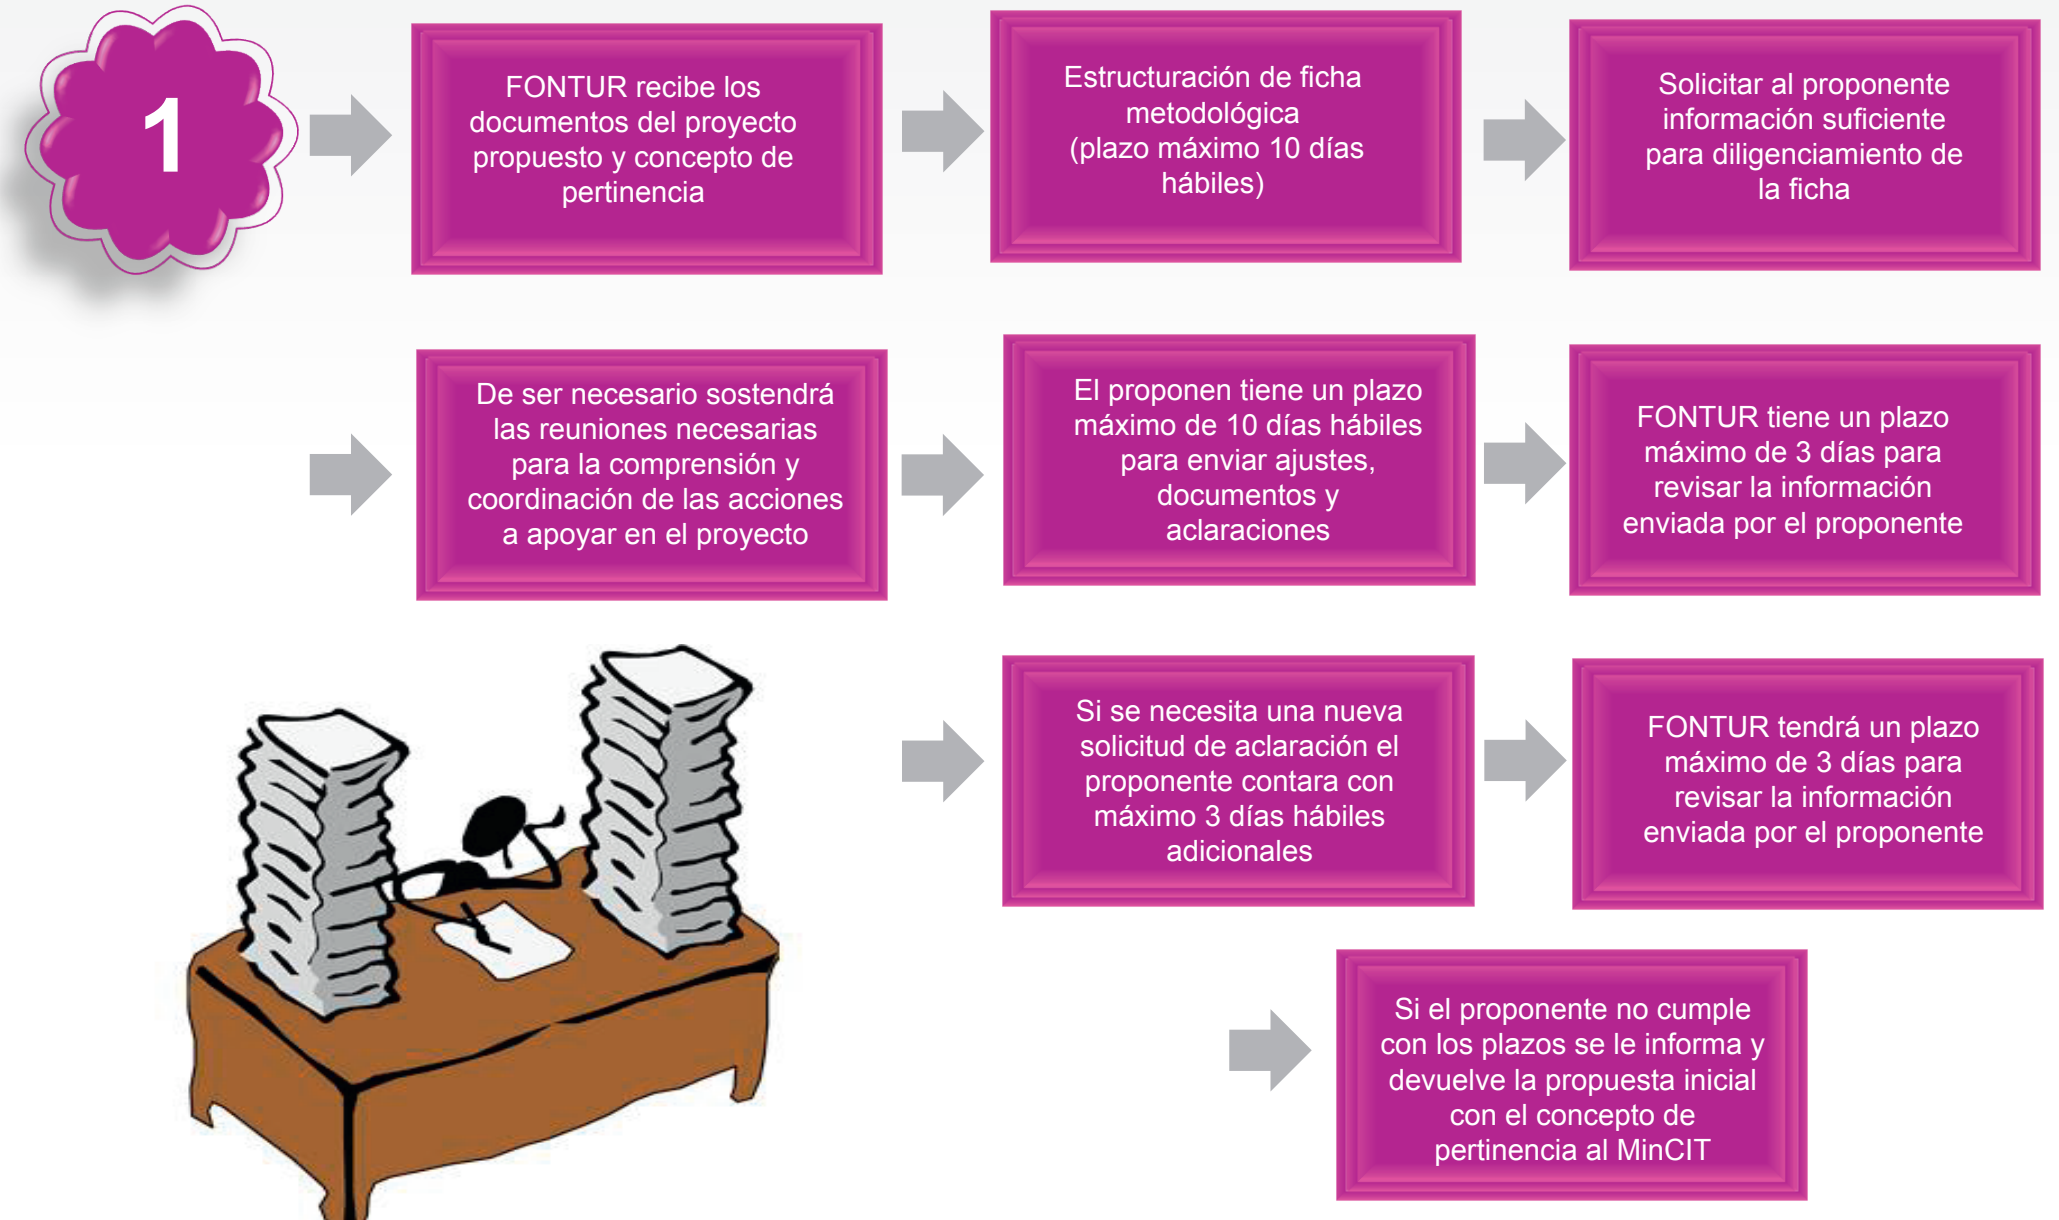 1
FONTUR recibe los
documentos del proyecto
propuesto y concepto de
pertinencia
Estructuración de ficha
metodológica
(plazo máximo 10 días
hábiles)
Solicitar al proponente
información suficiente
para diligenciamiento de
la ficha
De ser necesario sostendrá
las reuniones necesarias
para la comprensión y
coordinación de las acciones
a apoyar en el proyecto
El proponen tiene un plazo
máximo de 10 días hábiles
para enviar ajustes,
documentos y
aclaraciones
FONTUR tiene un plazo
máximo de 3 días para
revisar la información
enviada por el proponente
Si se necesita una nueva
solicitud de aclaración el
proponente contara con
máximo 3 días hábiles
adicionales
FONTUR tendrá un plazo
máximo de 3 días para
revisar la información
enviada por el proponente
Si el proponente no cumple
con los plazos se le informa y
devuelve la propuesta inicial
con el concepto de
pertinencia al MinCIT